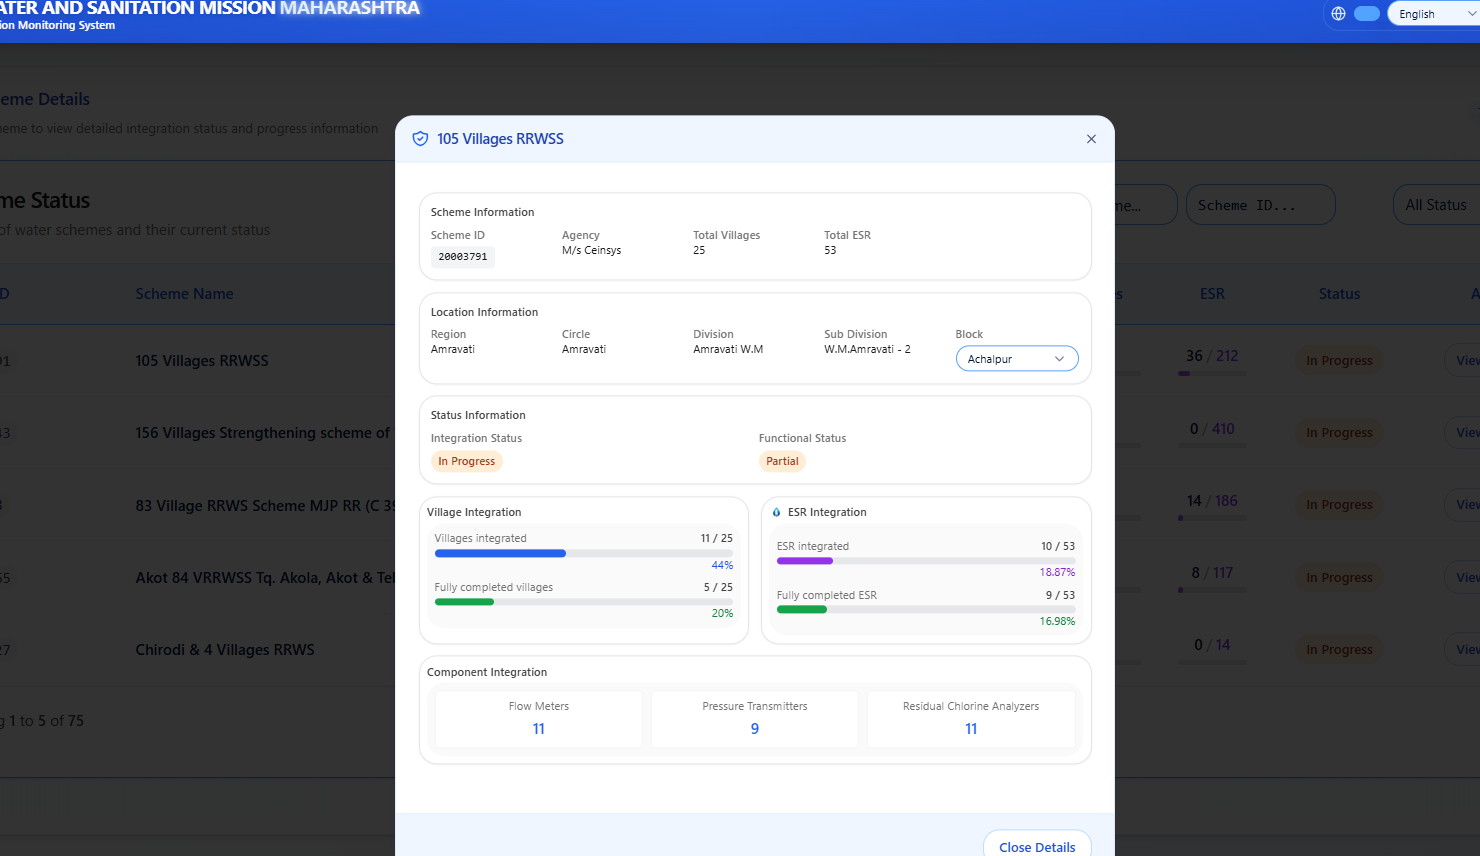 ATER AND SANITATION MISSION MAHARASHTRA
ion Monitoring System
English
eme Details
eme to view detailed integration status and progress information
me Status
of water schemes and their current status
me...
Scheme ID...
All Status
D
Scheme Name
s
ESR
Status
A
91
105 Villages RRWSS
36 / 212
In Progress
View
43
156 Villages Strengthening scheme of
0 / 410
In Progress
View
83 Village RRWS Scheme MJP RR (C 39
14 / 186
In Progress
View
55
Akot 84 VRRWSS Tq. Akola, Akot & Tel
8 / 117
In Progress
View
27
Chirodi & 4 Villages RRWS
0 / 14
In Progress
View
g 1 to 5 of 75
105 Villages RRWSS
Scheme Information
Scheme ID
20003791
Agency
M/s Ceinsys
Total Villages
25
Total ESR
53
Location Information
Region
Amravati
Circle
Amravati
Division
Amravati W.M
Sub Division
W.M.Amravati - 2
Block
Achalpur
Status Information
Integration Status
In Progress
Functional Status
Partial
Village Integration
Villages integrated 11 / 25
44%
Fully completed villages 5 / 25
20%
ESR Integration
ESR integrated 10 / 53
18.87%
Fully completed ESR 9 / 53
16.98%
Component Integration
Flow Meters
11
Pressure Transmitters
9
Residual Chlorine Analyzers
11
Close Details